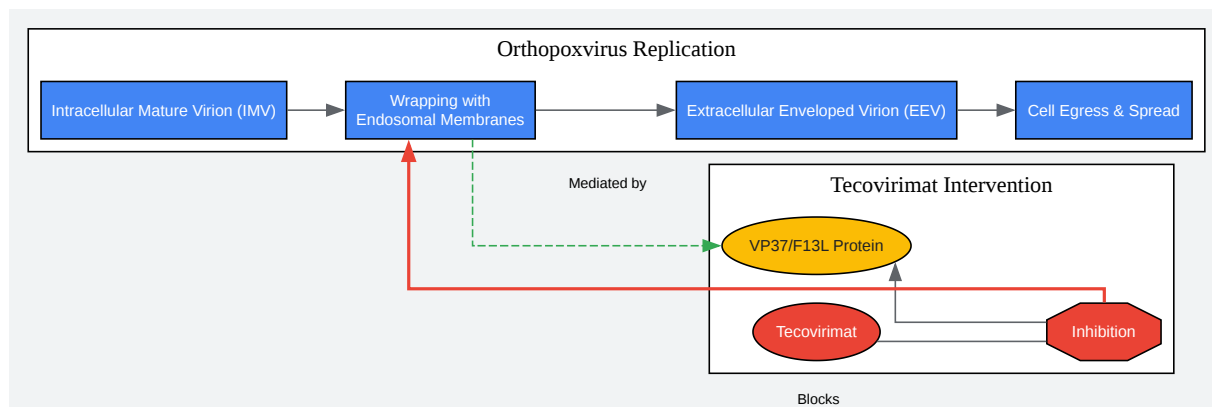 Orthopoxvirus Replication
Intracellular Mature Virion (IMV)
Wrapping with
Endosomal Membranes
Extracellular Enveloped Virion (EEV)
Cell Egress & Spread
Mediated by
Tecovirimat Intervention
VP37/F13L Protein
Tecovirimat
Inhibition
Blocks